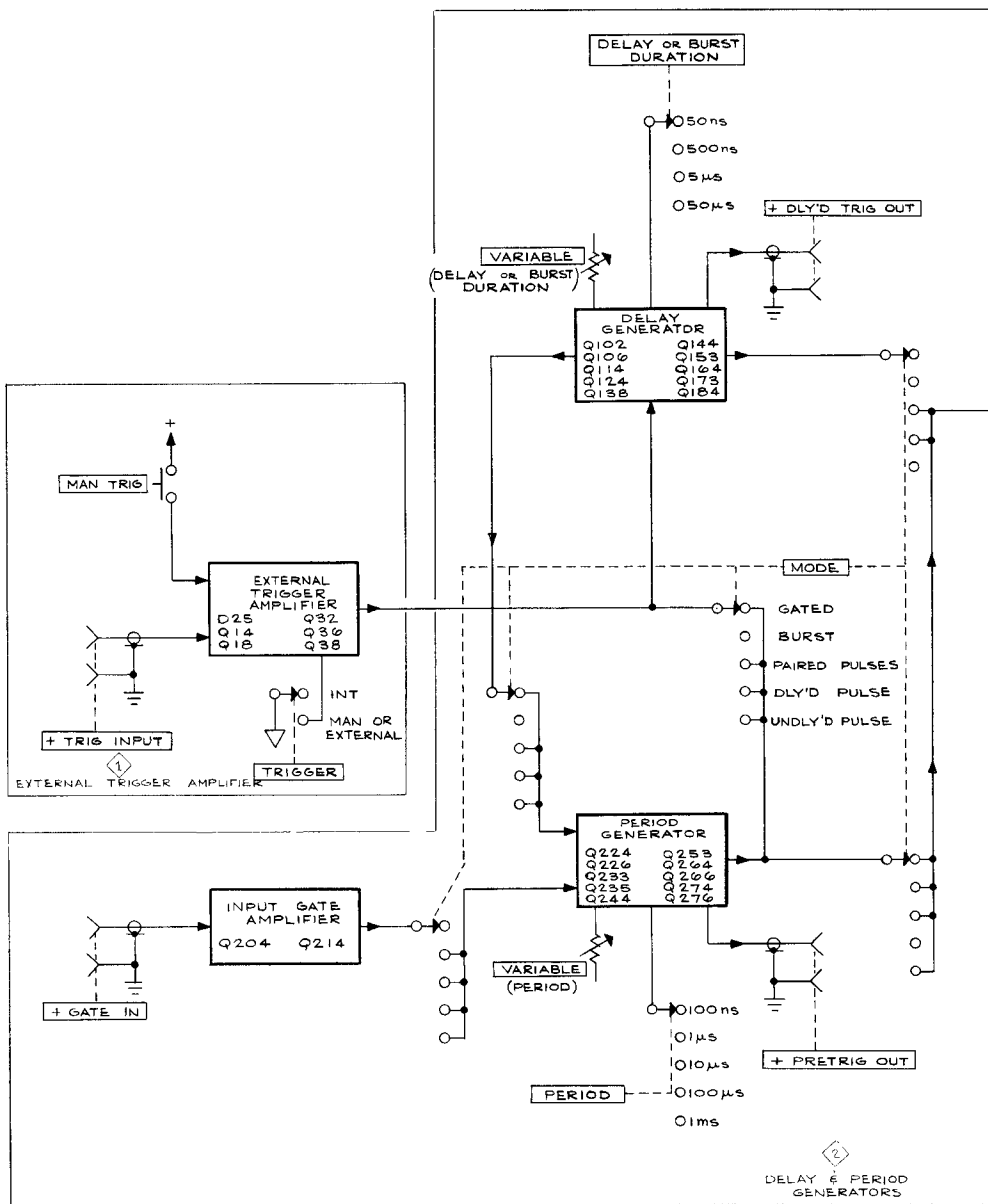 DELAY OR BURST
DURATION
50ns
500ns
5μs
50μs
+ DLY'D TRIG OUT
VARIABLE
(DELAY OR BURST
DURATION)
DELAY
GENERATOR
Q102 Q144
Q106 Q153
Q114 Q164
Q124 Q173
Q138 Q184
+
MAN TRIG
EXTERNAL
TRIGGER
AMPLIFIER
D25 Q32
Q14 Q36
Q18 Q38
MODE
GATED
BURST
PAIRED PULSES
DLY'D PULSE
UNDLY'D PULSE
INT
MAN OR
EXTERNAL
+ TRIG INPUT
TRIGGER
1
EXTERNAL TRIGGER AMPLIFIER
PERIOD
GENERATOR
Q224 Q253
Q226 Q264
Q233 Q266
Q235 Q274
Q244 Q276
INPUT GATE
AMPLIFIER
Q204 Q214
+ GATE IN
VARIABLE
(PERIOD)
100ns
1μs
10μs
100μs
1ms
+ PRETRIG OUT
PERIOD
2
DELAY & PERIOD
GENERATORS